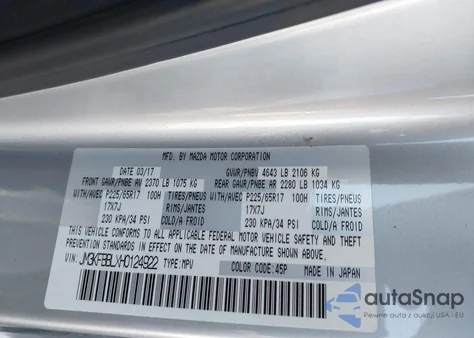 MFD. BY MAZDA MOTOR CORPORATION
DATE 03/17 GVWR/PNBV 4643 LB 2106 KG
FRONT GAWR/PNBE AV 2370 LB 1075 KG REAR GAWR/PNBE AR 2280 LB 1034 KG
WITH/AVEC P225/65R17 100H TIRES/PNEUS WITH/AVEC P225/65R17 100H TIRES/PNEUS
17X7J RIMS/JANTES 17X7J RIMS/JANTES
230 KPA/34 PSI COLD/A FROID 230 KPA/34 PSI COLD/A FROID
THIS VEHICLE CONFORMS TO ALL APPLICABLE FEDERAL MOTOR VEHICLE SAFETY AND THEFT
PREVENTION STANDARDS IN EFFECT ON THE DATE OF MANUFACTURE SHOWN ABOVE.
VIN: JM3KFBBLXH0124922 TYPE: MPV COLOR CODE: 45P MADE IN JAPAN
autoSnap
Pewne auta z aukcji USA i EU